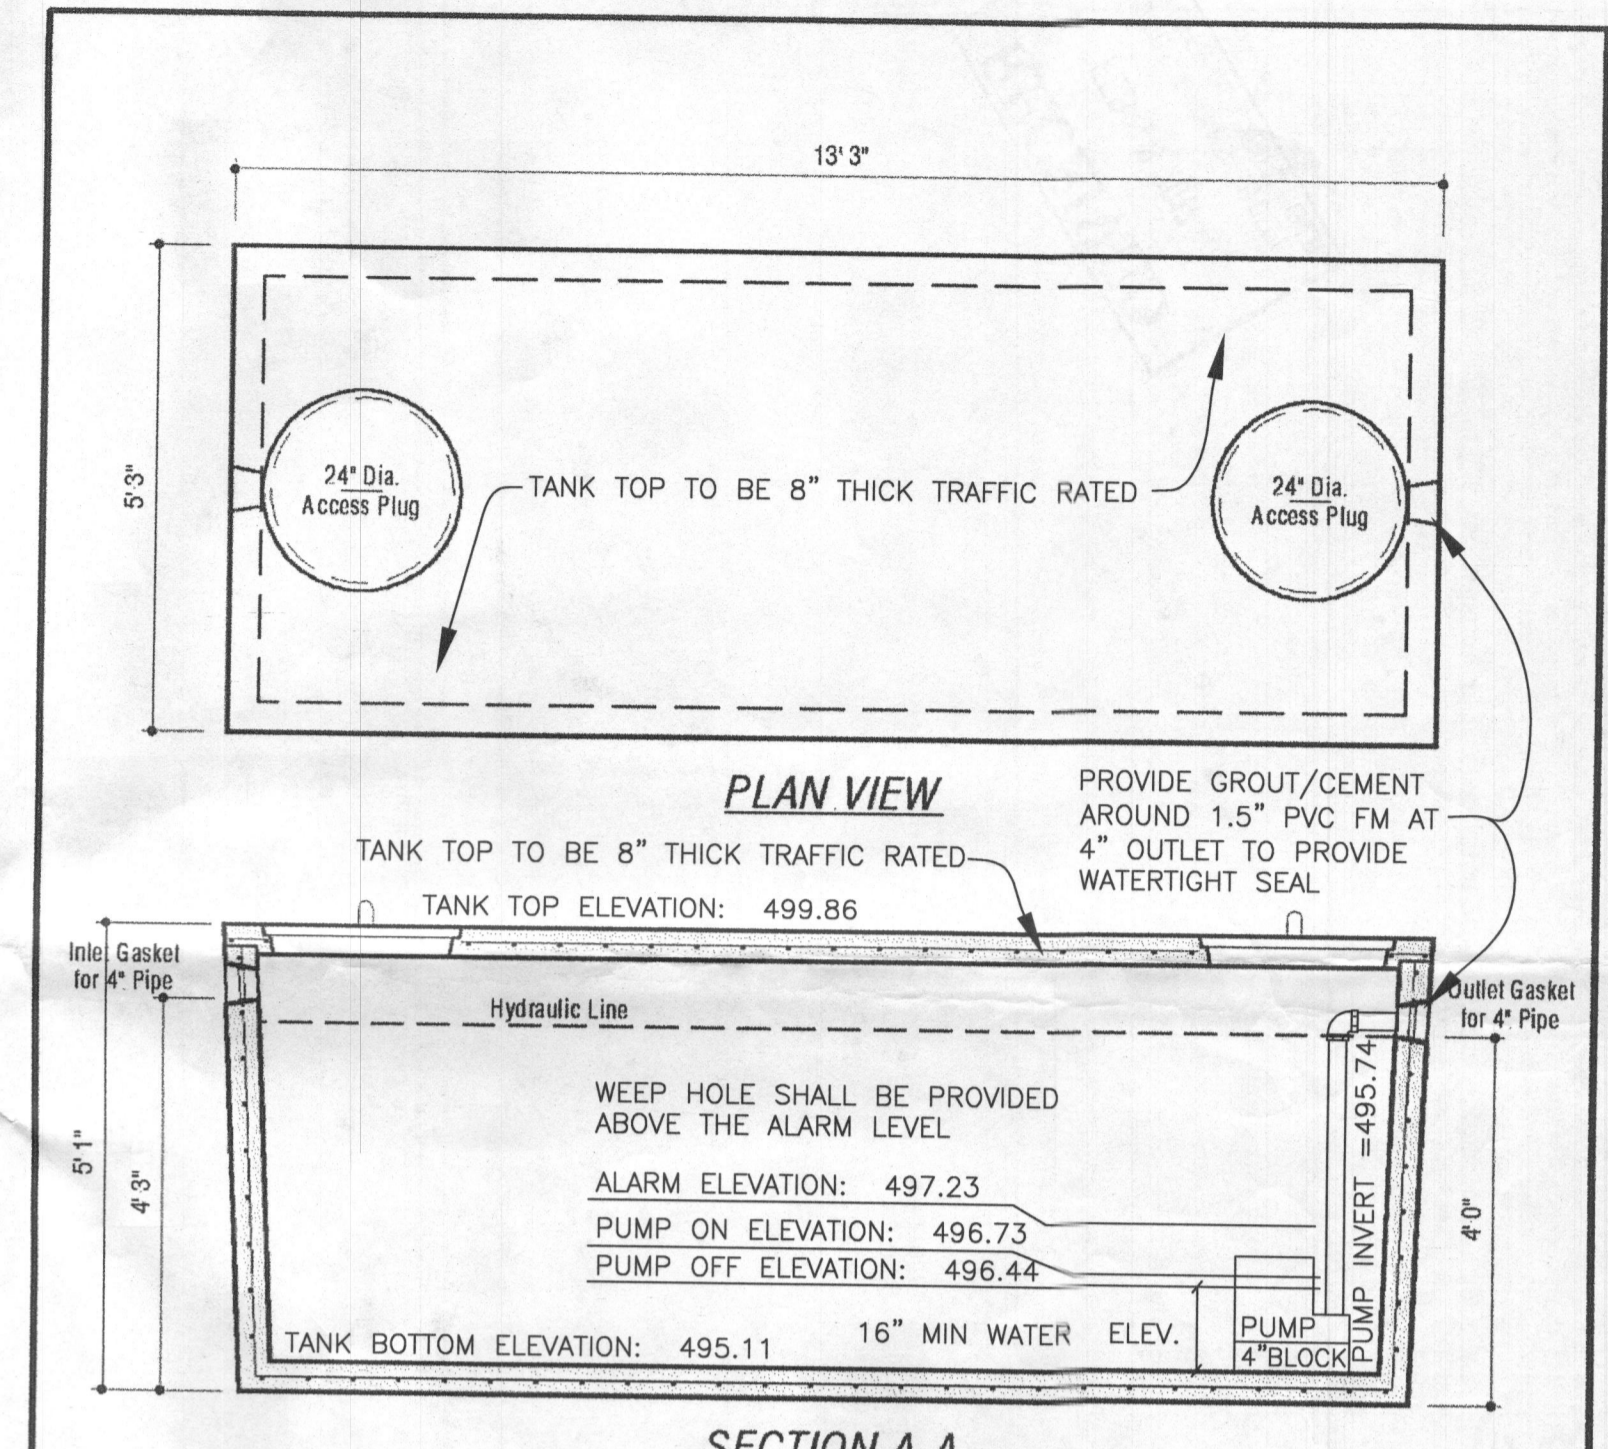 13' 3"
5' 3"
24" Dia.
Access Plug
TANK TOP TO BE 8" THICK TRAFFIC RATED
24" Dia.
Access Plug
PLAN VIEW
PROVIDE GROUT/CEMENT
AROUND 1.5" PVC FM AT
4" OUTLET TO PROVIDE
WATERTIGHT SEAL
TANK TOP TO BE 8" THICK TRAFFIC RATED
TANK TOP ELEVATION: 499.86
Inlet Gasket
for 4" Pipe
Hydraulic Line
Outlet Gasket
for 4" Pipe
WEEP HOLE SHALL BE PROVIDED
ABOVE THE ALARM LEVEL
5' 1"
4' 3"
ALARM ELEVATION: 497.23
PUMP ON ELEVATION: 496.73
PUMP OFF ELEVATION: 496.44
PUMP INVERT =495.74
4' 0"
16" MIN WATER ELEV.
PUMP
4"BLOCK
TANK BOTTOM ELEVATION: 495.11
SECTION A-A